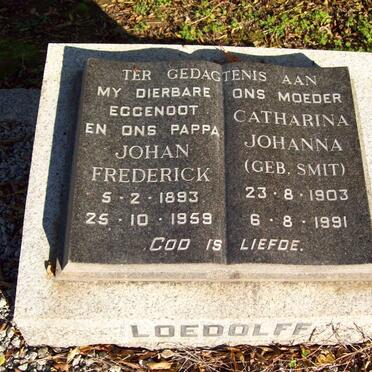 TER GEDAGTENIS AAN
MY DIERBARE
EGGENOOT
EN ONS PAPPA
JOHAN
FREDERICK
5-2-1893
25-10-1959
ONS MOEDER
CATHARINA
JOHANNA
(GEB. SMIT)
23-8-1903
6-8-1991
GOD IS LIEFDE.
LOEDOLFF